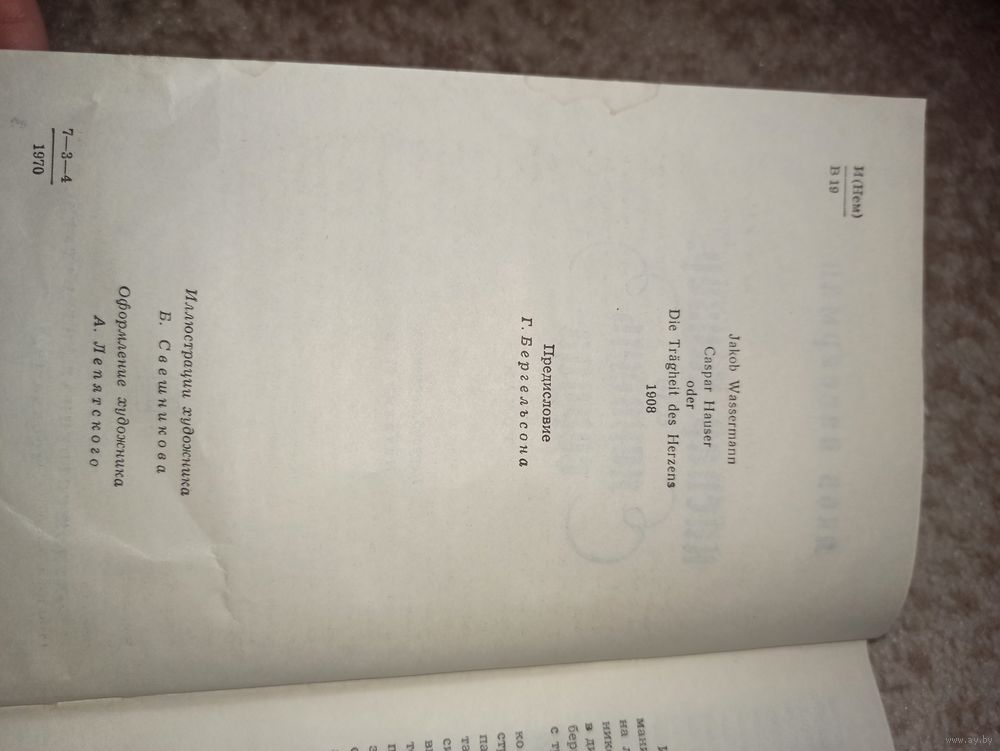 И(Нем)
В 19
Jakob Wassermann
Caspar Hauser
oder
Die Trägheit des Herzens
1908
Предисловие
Г. Бергельсона
Иллюстрации художника
Б. Свешникова
Оформление художника
А. Лепятского
7—3—4
1970
www.ay.by